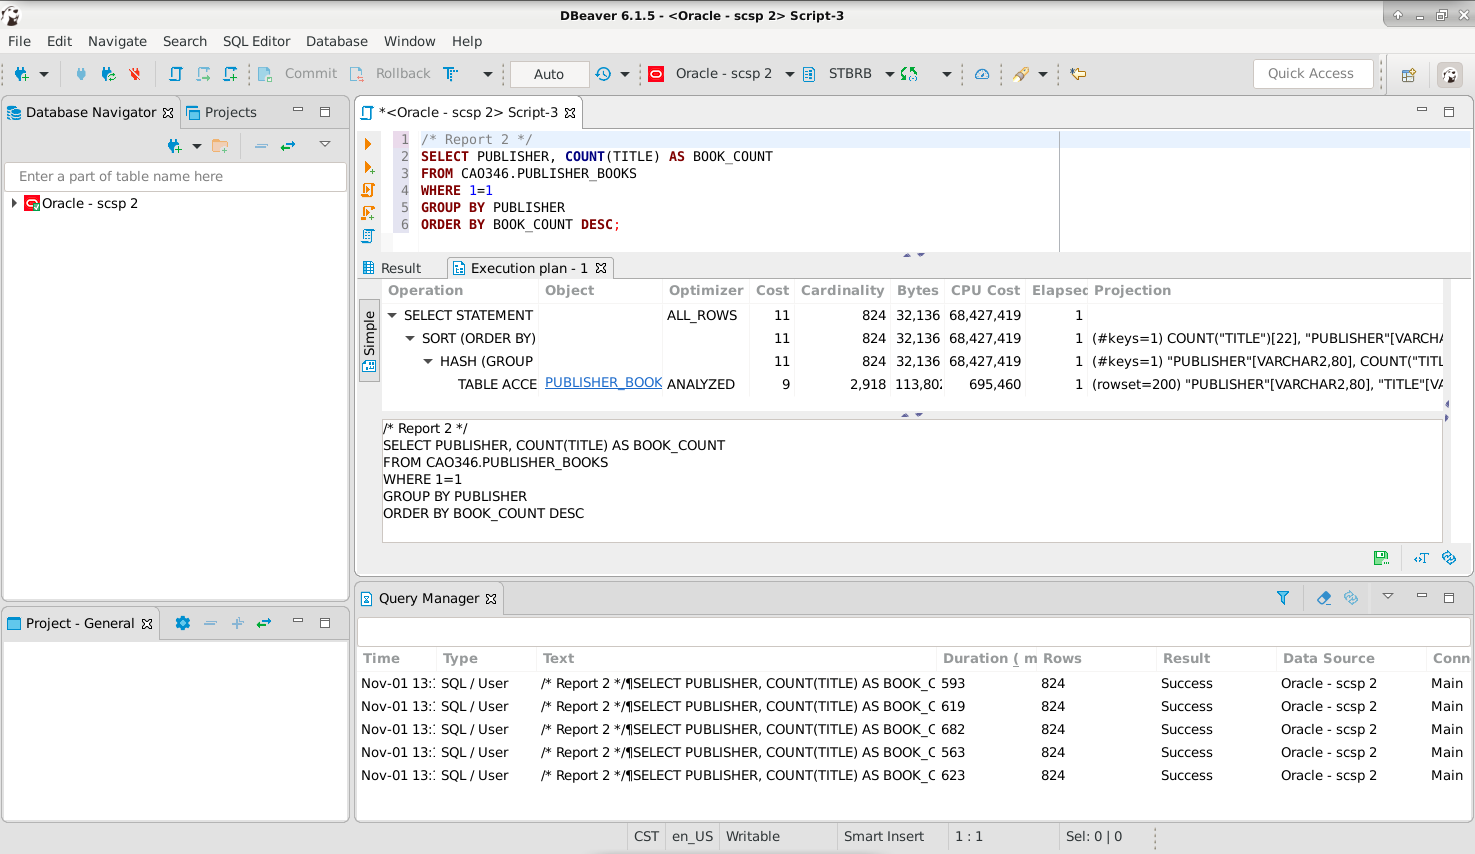 DBeaver 6.1.5 - <Oracle - scsp 2> Script-3
File Edit Navigate Search SQL Editor Database Window Help
Commit Rollback Auto Oracle - scsp 2 STBRB Quick Access
Database Navigator Projects
Enter a part of table name here
Oracle - scsp 2
Project - General
*<Oracle - scsp 2> Script-3
1 /* Report 2 */
2 SELECT PUBLISHER, COUNT(TITLE) AS BOOK_COUNT
3 FROM CAO346.PUBLISHER_BOOKS
4 WHERE 1=1
5 GROUP BY PUBLISHER
6 ORDER BY BOOK_COUNT DESC;
Result Execution plan - 1
Simple
Operation Object Optimizer Cost Cardinality Bytes CPU Cost Elapsed Projection
SELECT STATEMENT ALL_ROWS 11 824 32,136 68,427,419 1
SORT (ORDER BY) 11 824 32,136 68,427,419 1 (#keys=1) COUNT("TITLE")[22], "PUBLISHER"[VARCHA
HASH (GROUP 11 824 32,136 68,427,419 1 (#keys=1) "PUBLISHER"[VARCHAR2,80], COUNT("TITL
TABLE ACCE PUBLISHER_BOOK ANALYZED 9 2,918 113,802 695,460 1 (rowset=200) "PUBLISHER"[VARCHAR2,80], "TITLE"[VA
/* Report 2 */
SELECT PUBLISHER, COUNT(TITLE) AS BOOK_COUNT
FROM CAO346.PUBLISHER_BOOKS
WHERE 1=1
GROUP BY PUBLISHER
ORDER BY BOOK_COUNT DESC
Query Manager
Time Type Text Duration ( m Rows Result Data Source Conn
Nov-01 13: SQL / User /* Report 2 */¶SELECT PUBLISHER, COUNT(TITLE) AS BOOK_C 593 824 Success Oracle - scsp 2 Main
Nov-01 13: SQL / User /* Report 2 */¶SELECT PUBLISHER, COUNT(TITLE) AS BOOK_C 619 824 Success Oracle - scsp 2 Main
Nov-01 13: SQL / User /* Report 2 */¶SELECT PUBLISHER, COUNT(TITLE) AS BOOK_C 682 824 Success Oracle - scsp 2 Main
Nov-01 13: SQL / User /* Report 2 */¶SELECT PUBLISHER, COUNT(TITLE) AS BOOK_C 563 824 Success Oracle - scsp 2 Main
Nov-01 13: SQL / User /* Report 2 */¶SELECT PUBLISHER, COUNT(TITLE) AS BOOK_C 623 824 Success Oracle - scsp 2 Main
CST en_US Writable Smart Insert 1 : 1 Sel: 0 | 0